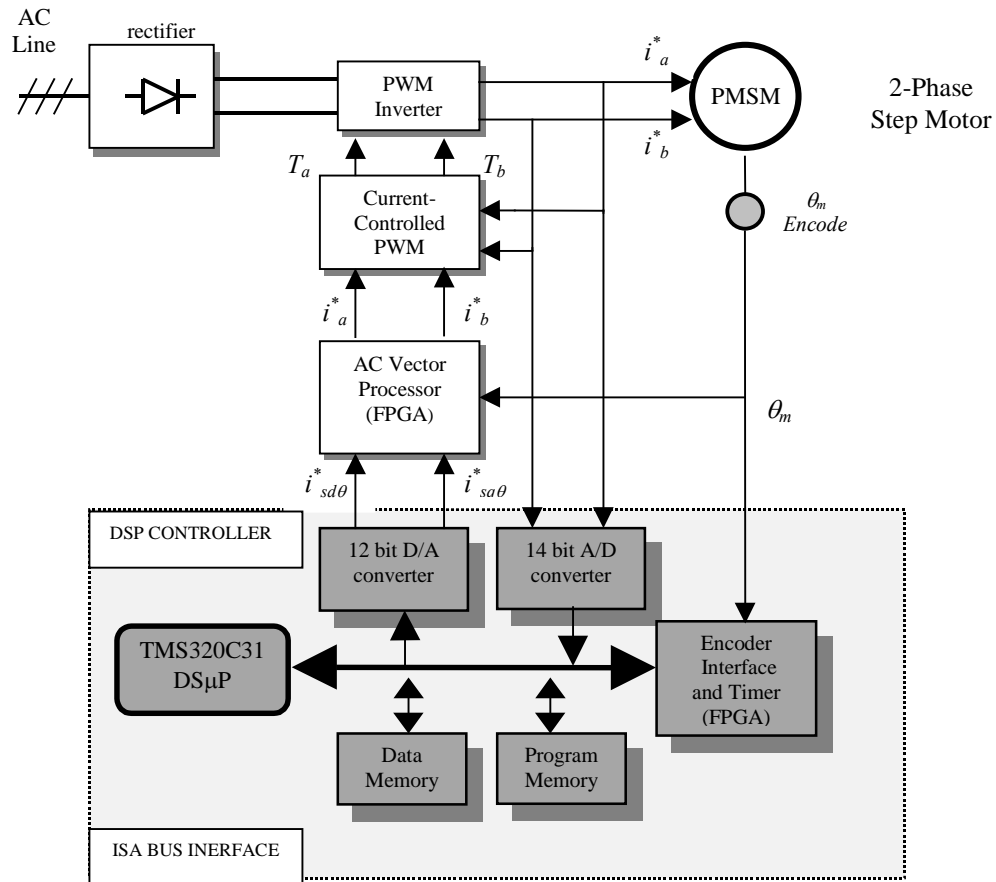 AC
Line
rectifier
PWM
Inverter
i*a
i*b
PMSM
2-Phase
Step Motor
Ta
Tb
Current-
Controlled
PWM
θm
Encode
i*a
i*b
AC Vector
Processor
(FPGA)
θm
i*sdθ
i*saθ
DSP CONTROLLER
12 bit D/A
converter
14 bit A/D
converter
TMS320C31
DSμP
Encoder
Interface
and Timer
(FPGA)
Data
Memory
Program
Memory
ISA BUS INERFACE